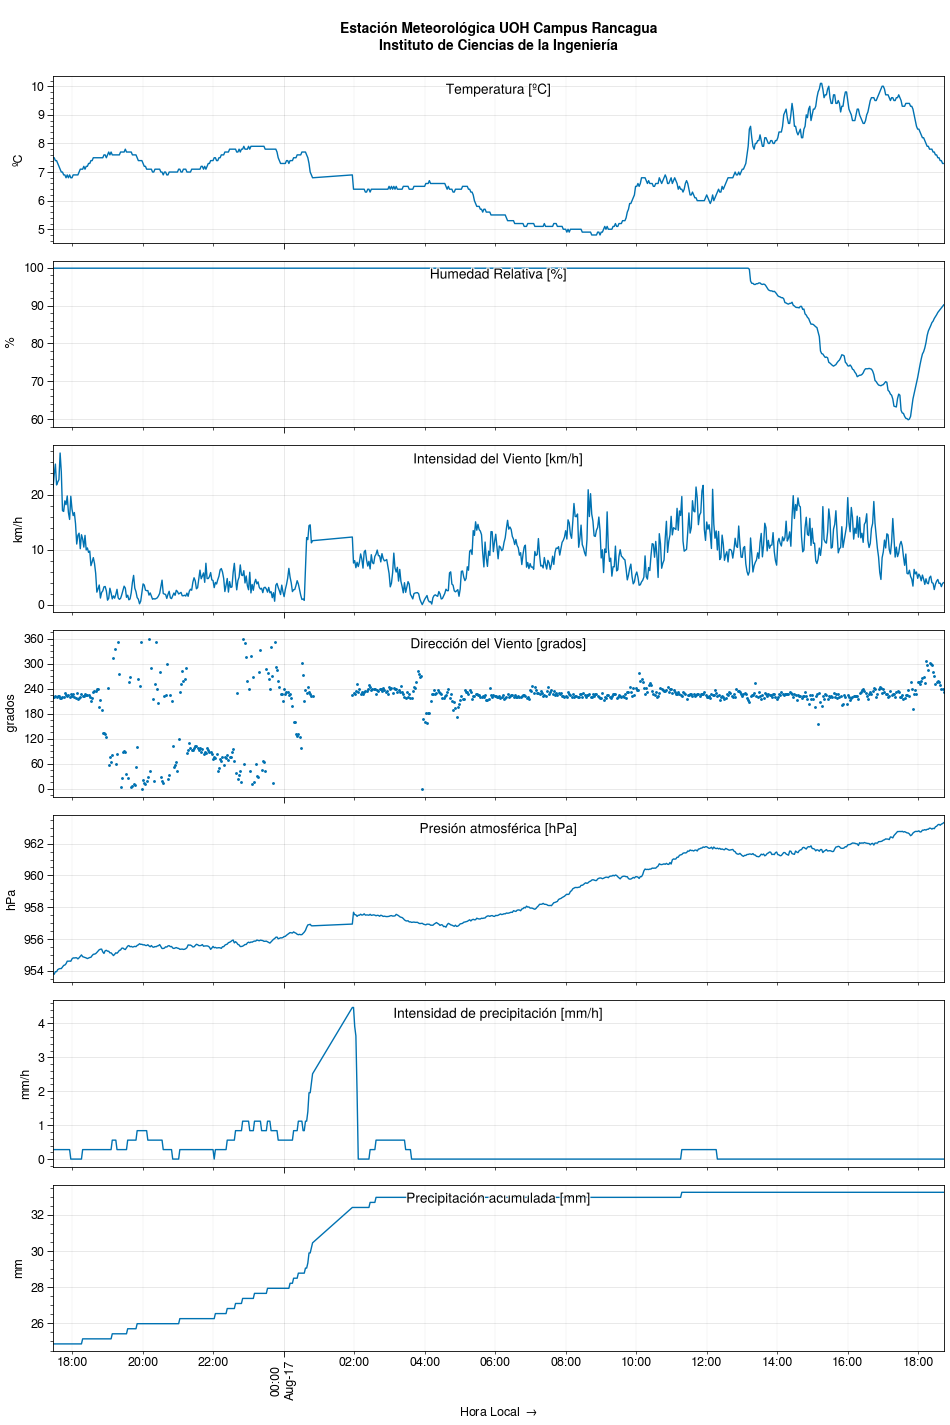 Estación Meteorológica UOH Campus Rancagua
Instituto de Ciencias de la Ingeniería
Temperatura [ºC]
10
9
8
7
6
5
ºC
Humedad Relativa [%]
100
90
80
70
60
%
Intensidad del Viento [km/h]
20
10
0
km/h
Dirección del Viento [grados]
360
300
240
180
120
60
0
grados
Presión atmosférica [hPa]
962
960
958
956
954
hPa
Intensidad de precipitación [mm/h]
4
3
2
1
0
mm/h
Precipitación acumulada [mm]
32
30
28
26
mm
18:00 20:00 22:00 00:00 02:00 04:00 06:00 08:00 10:00 12:00 14:00 16:00 18:00
Aug-17
Hora Local →